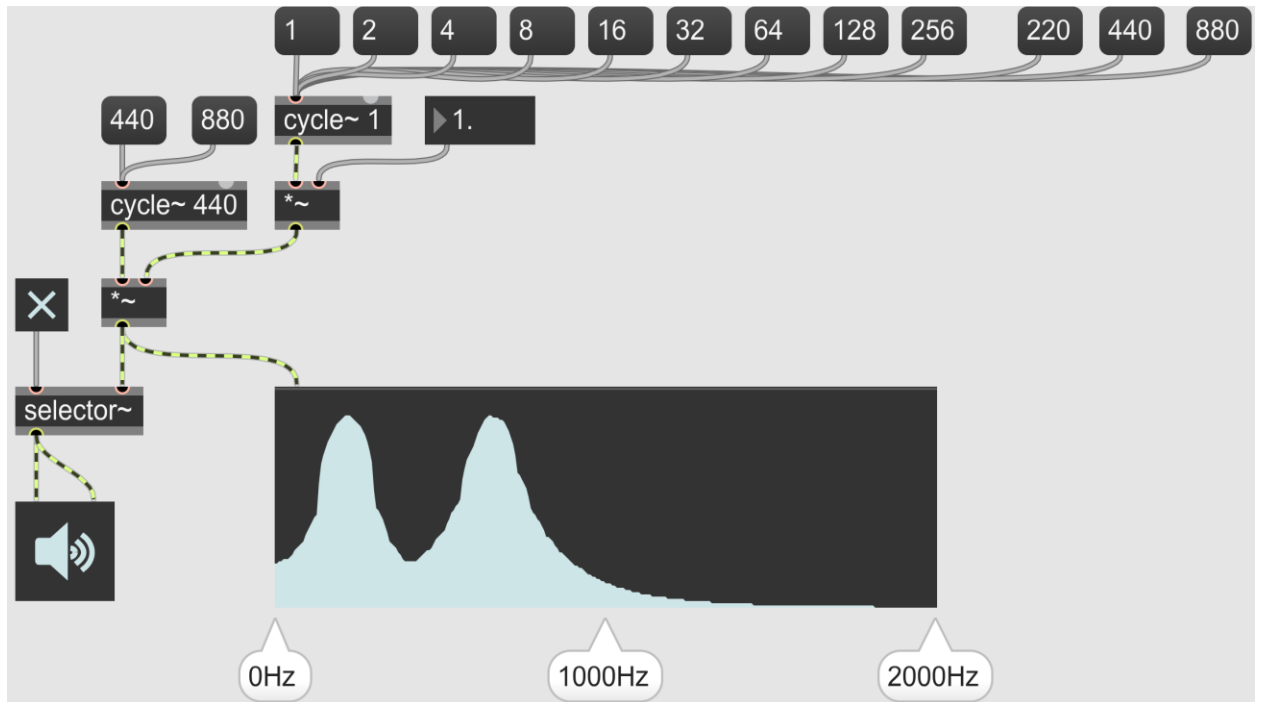 1 2 4 8 16 32 64 128 256 220 440 880
440 880 cycle~ 1 1.
cycle~ 440 *~
*~
selector~
0Hz 1000Hz 2000Hz